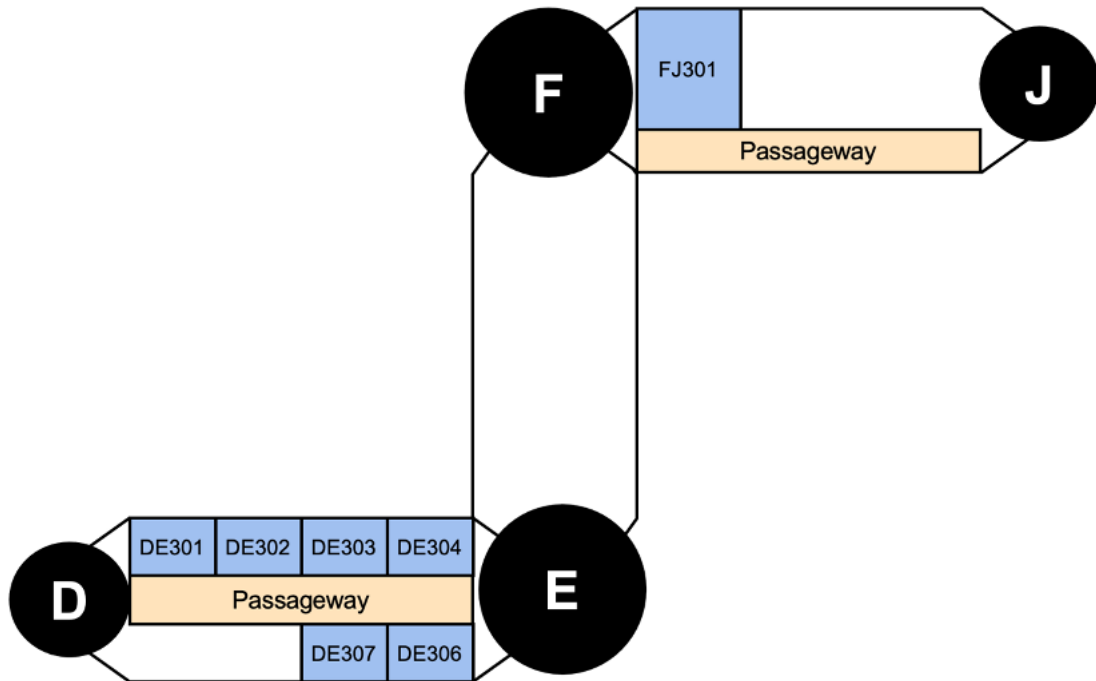 F
FJ301
J
Passageway
DE301
DE302
DE303
DE304
D
Passageway
E
DE307
DE306